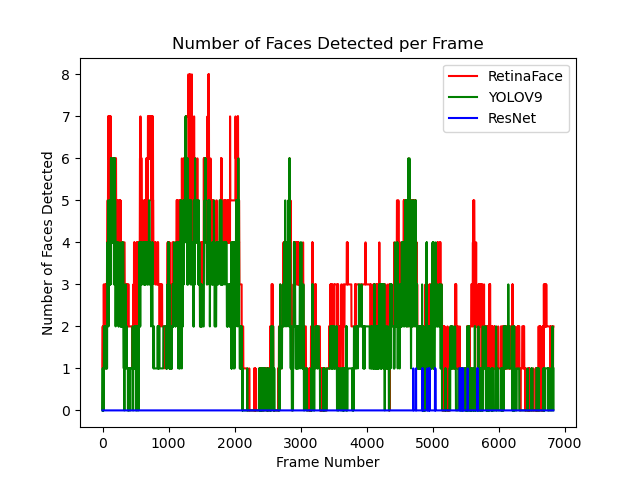 Number of Faces Detected per Frame
RetinaFace
YOLOV9
ResNet
Number of Faces Detected
8
7
6
5
4
3
2
1
0
0 1000 2000 3000 4000 5000 6000 7000
Frame Number